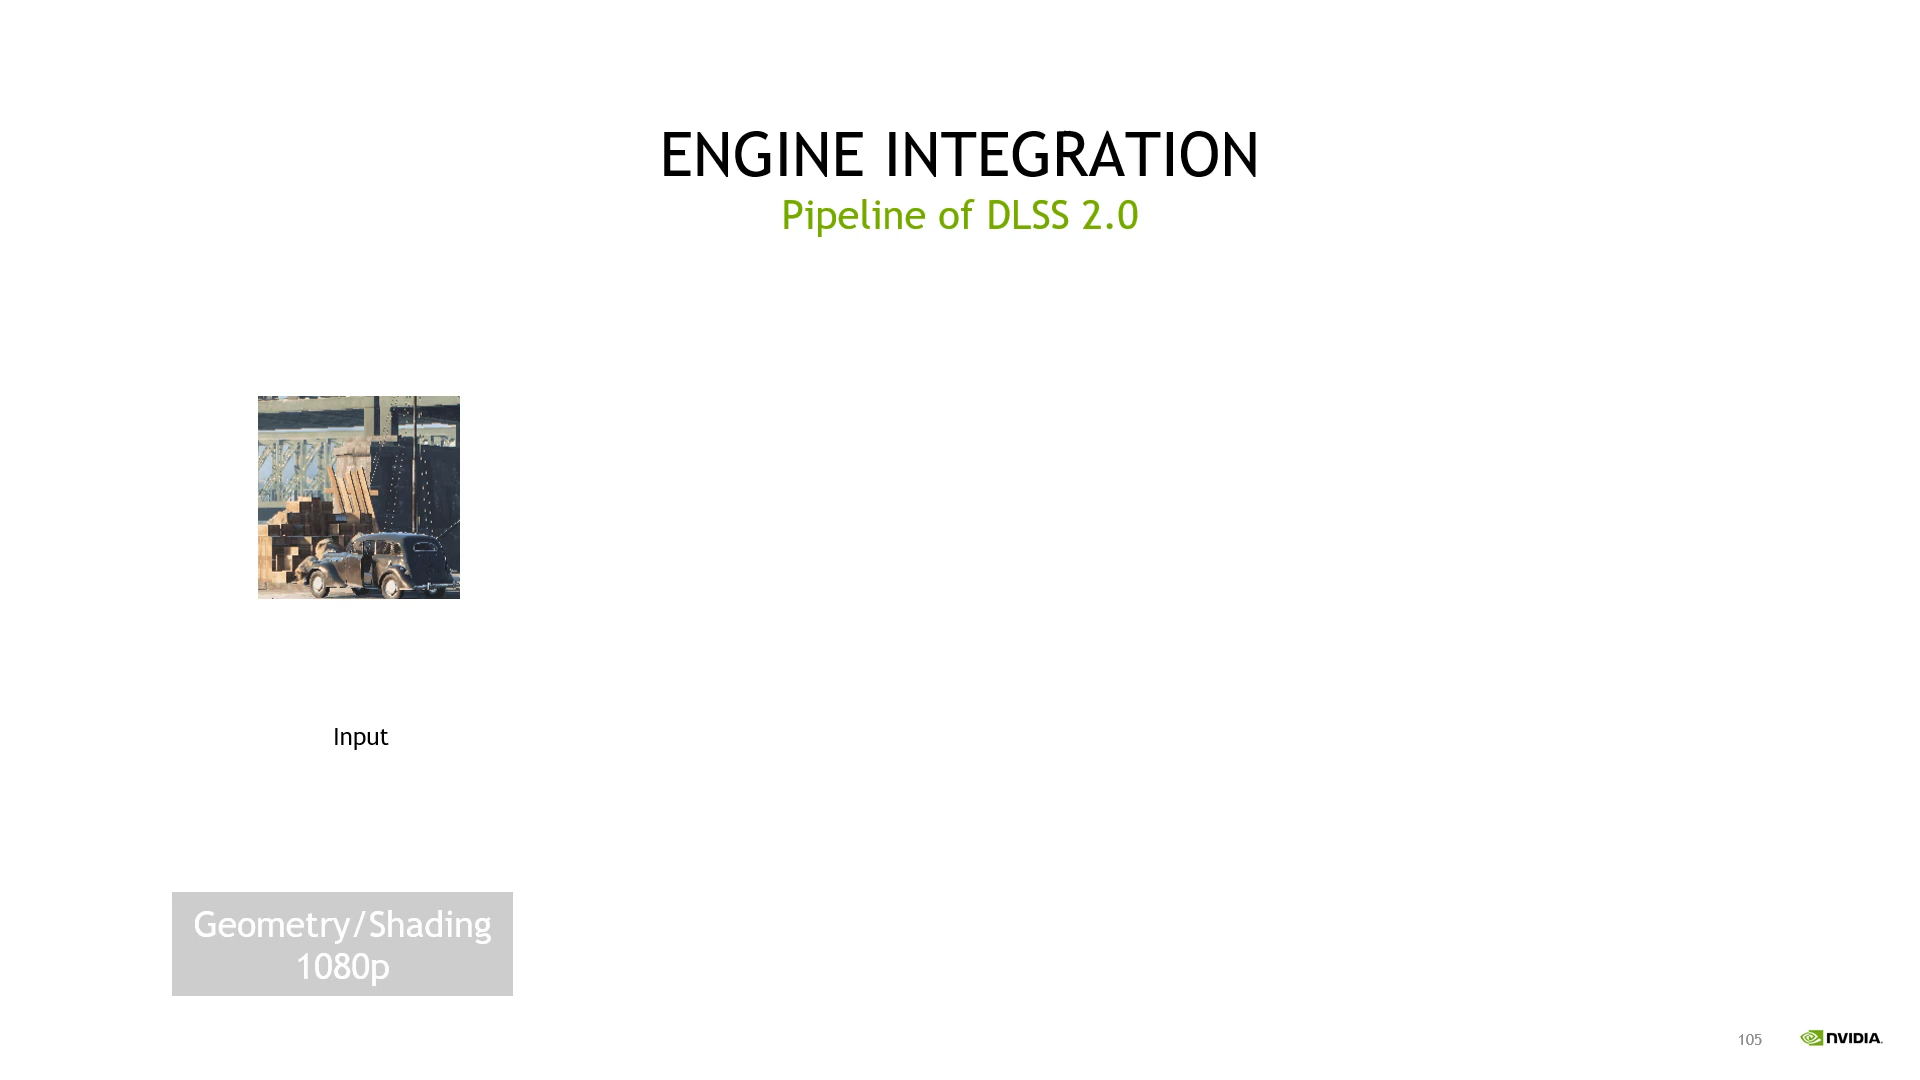 ENGINE INTEGRATION
Pipeline of DLSS 2.0
Input
Geometry/Shading
1080p
105
NVIDIA.